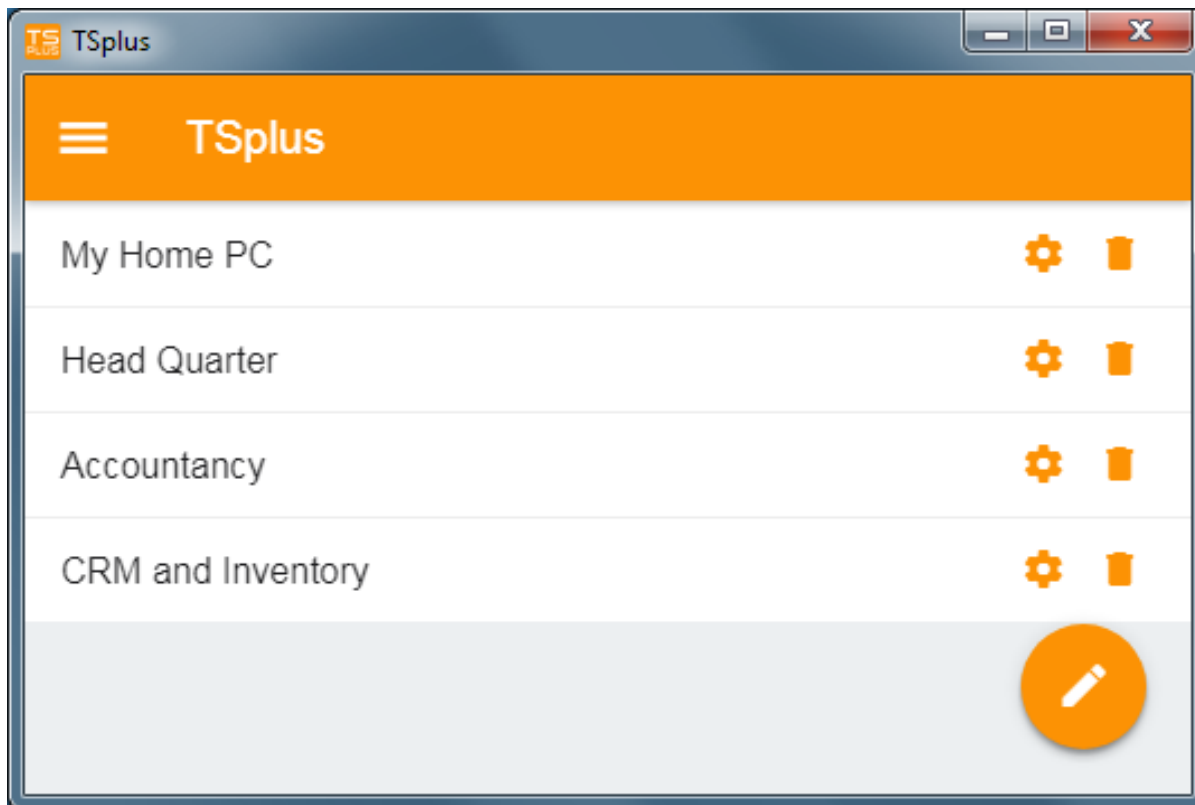 TS
PLUS
TSplus
TSplus
My Home PC
Head Quarter
Accountancy
CRM and Inventory